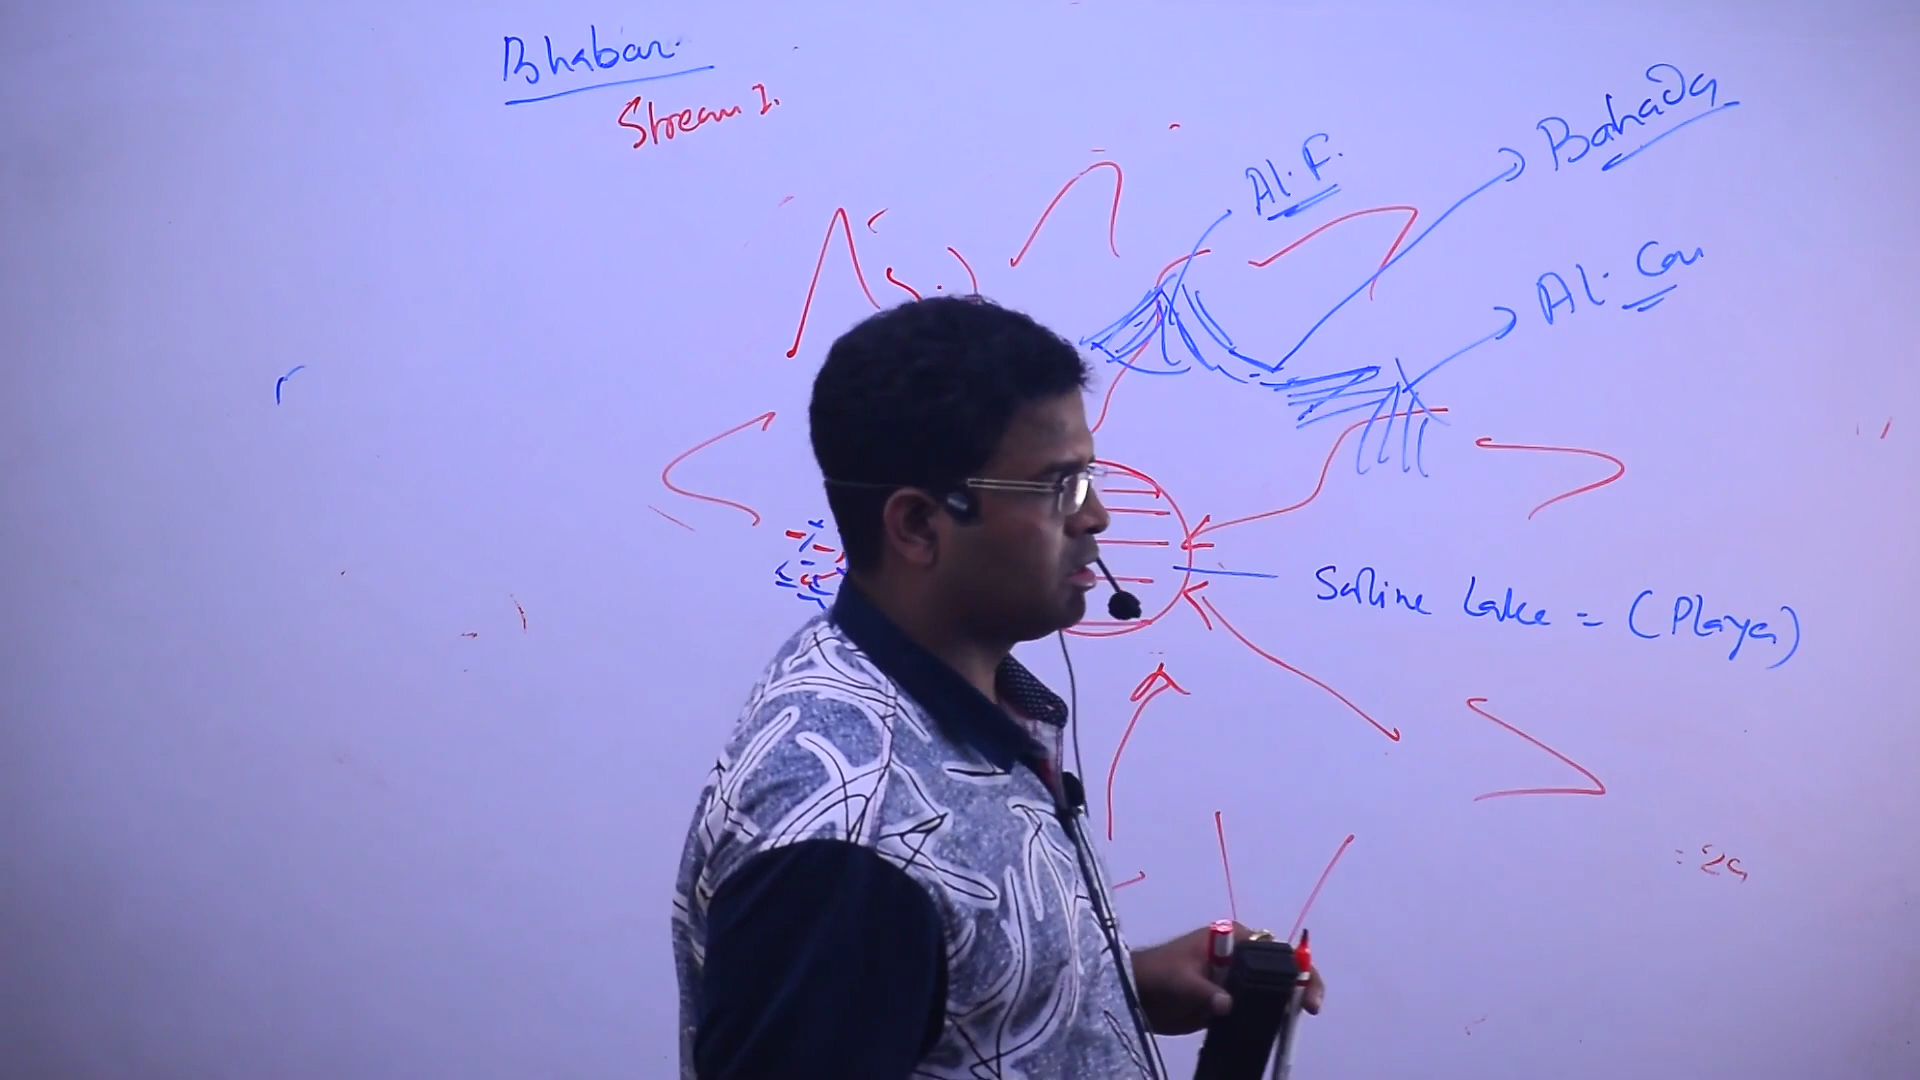 Bhabar
Stream I.
Al. F.
Bahada
Al. Con
Saline Lake = (Playa)